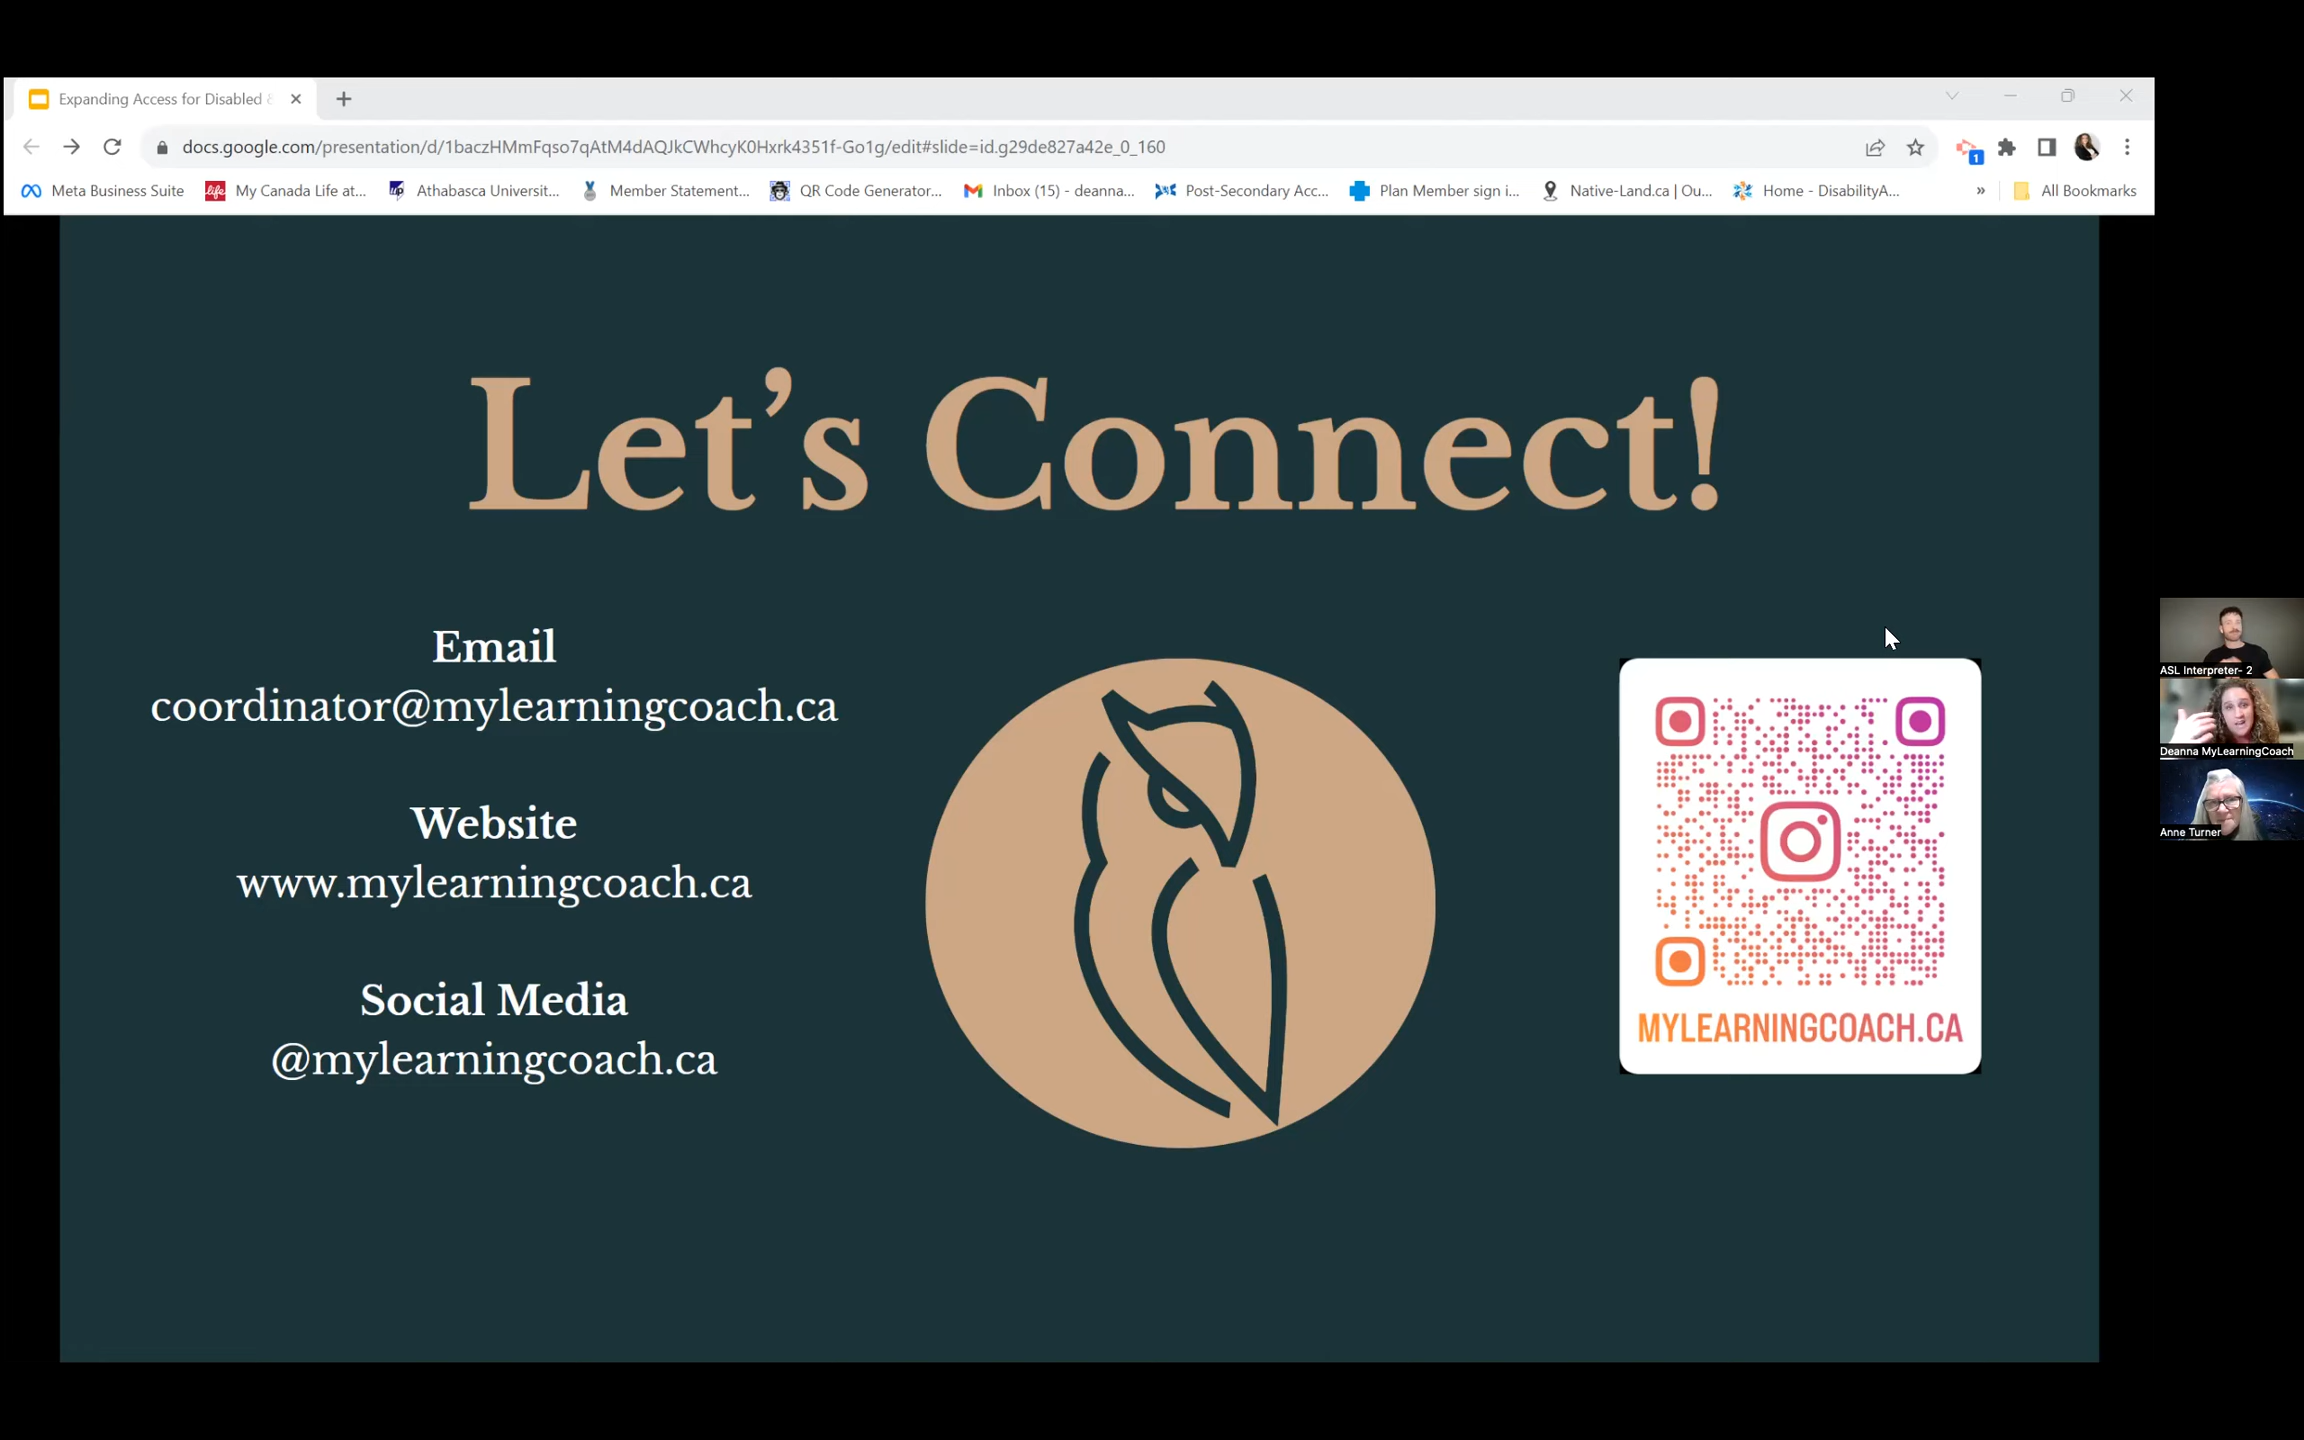 Expanding Access for Disabled &
docs.google.com/presentation/d/1baczHMmFqso7qAtM4dAQJkCWhcyK0Hxrk4351f-Go1g/edit#slide=id.g29de827a42e_0_160
1
Meta Business Suite
life
My Canada Life at...
Athabasca Universit...
Member Statement...
QR Code Generator...
Inbox (15) - deanna...
Post-Secondary Acc...
Plan Member sign i...
Native-Land.ca | Ou...
Home - DisabilityA...
»
All Bookmarks
Let's Connect!
Email
coordinator@mylearningcoach.ca
Website
www.mylearningcoach.ca
Social Media
@mylearningcoach.ca
MYLEARNINGCOACH.CA
ASL Interpreter- 2
Deanna MyLearningCoach
Anne Turner